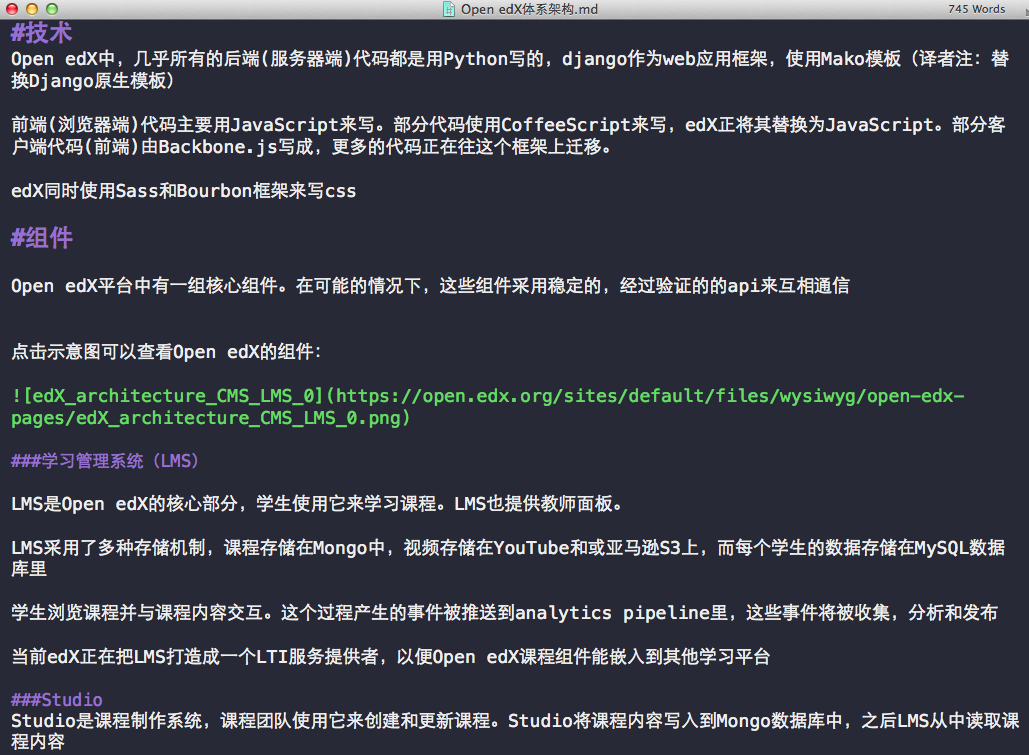 Open edX体系架构.md
745 Words
#技术
Open edX中，几乎所有的后端(服务器端)代码都是用Python写的，django作为web应用框架，使用Mako模板（译者注：替
换Django原生模板）
前端(浏览器端)代码主要用JavaScript来写。部分代码使用CoffeeScript来写，edX正将其替换为JavaScript。部分客
户端代码(前端)由Backbone.js写成，更多的代码正在往这个框架上迁移。
edX同时使用Sass和Bourbon框架来写css
#组件
Open edX平台中有一组核心组件。在可能的情况下，这些组件采用稳定的，经过验证的的api来互相通信
点击示意图可以查看Open edX的组件：
![edX_architecture_CMS_LMS_0](https://open.edx.org/sites/default/files/wysiwyg/open-edx-
pages/edX_architecture_CMS_LMS_0.png)
###学习管理系统（LMS）
LMS是Open edX的核心部分，学生使用它来学习课程。LMS也提供教师面板。
LMS采用了多种存储机制，课程存储在Mongo中，视频存储在YouTube和或亚马逊S3上，而每个学生的数据存储在MySQL数据
库里
学生浏览课程并与课程内容交互。这个过程产生的事件被推送到analytics pipeline里，这些事件将被收集，分析和发布
当前edX正在把LMS打造成一个LTI服务提供者，以便Open edX课程组件能嵌入到其他学习平台
###Studio
Studio是课程制作系统，课程团队使用它来创建和更新课程。Studio将课程内容写入到Mongo数据库中，之后LMS从中读取课
程内容